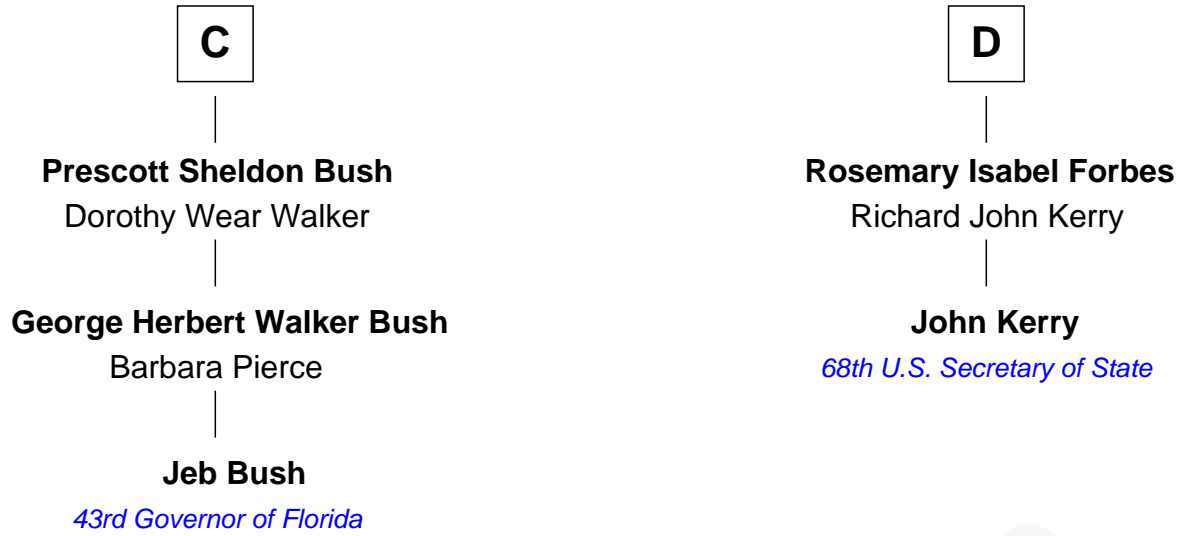 C
Prescott Sheldon Bush
Dorothy Wear Walker
George Herbert Walker Bush
Barbara Pierce
Jeb Bush
43rd Governor of Florida
D
Rosemary Isabel Forbes
Richard John Kerry
John Kerry
68th U.S. Secretary of State